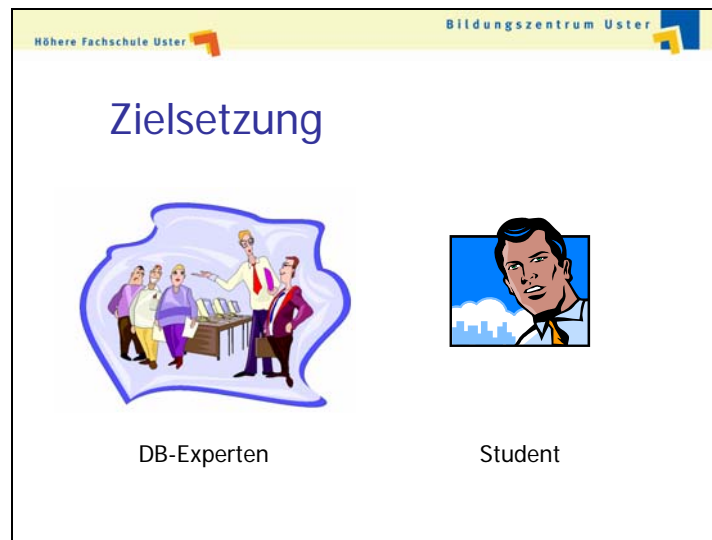 Höhere Fachschule Uster
Bildungszentrum Uster
Zielsetzung
DB-Experten
Student